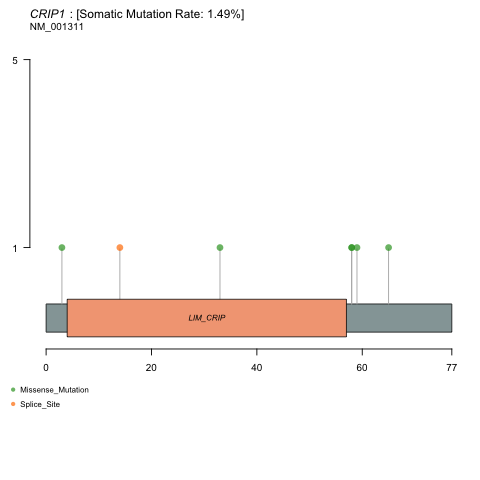 CRIP1 : [Somatic Mutation Rate: 1.49%]
NM_001311
5
1
LIM_CRIP
0 20 40 60 77
Missense_Mutation
Splice_Site